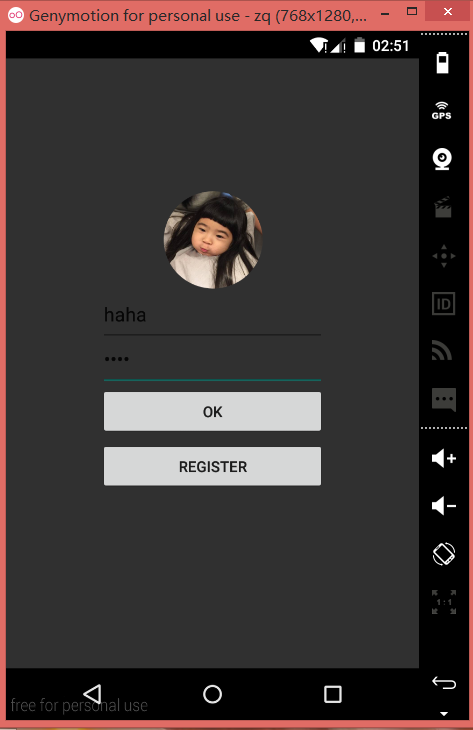 Genymotion for personal use - zq (768x1280,...
02:51
GPS
haha
••••
OK
ID
REGISTER
1:1
free for personal use